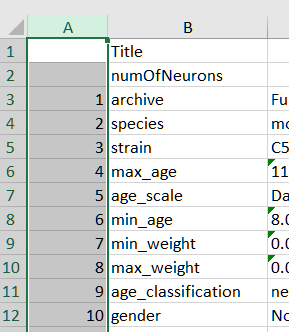 A B
1 Title
2 numOfNeurons
3 1 archive Fu
4 2 species mo
5 3 strain C5
6 4 max_age 11
7 5 age_scale Da
8 6 min_age 8.0
9 7 min_weight 0.0
10 8 max_weight 0.0
11 9 age_classification ne
12 10 gender No